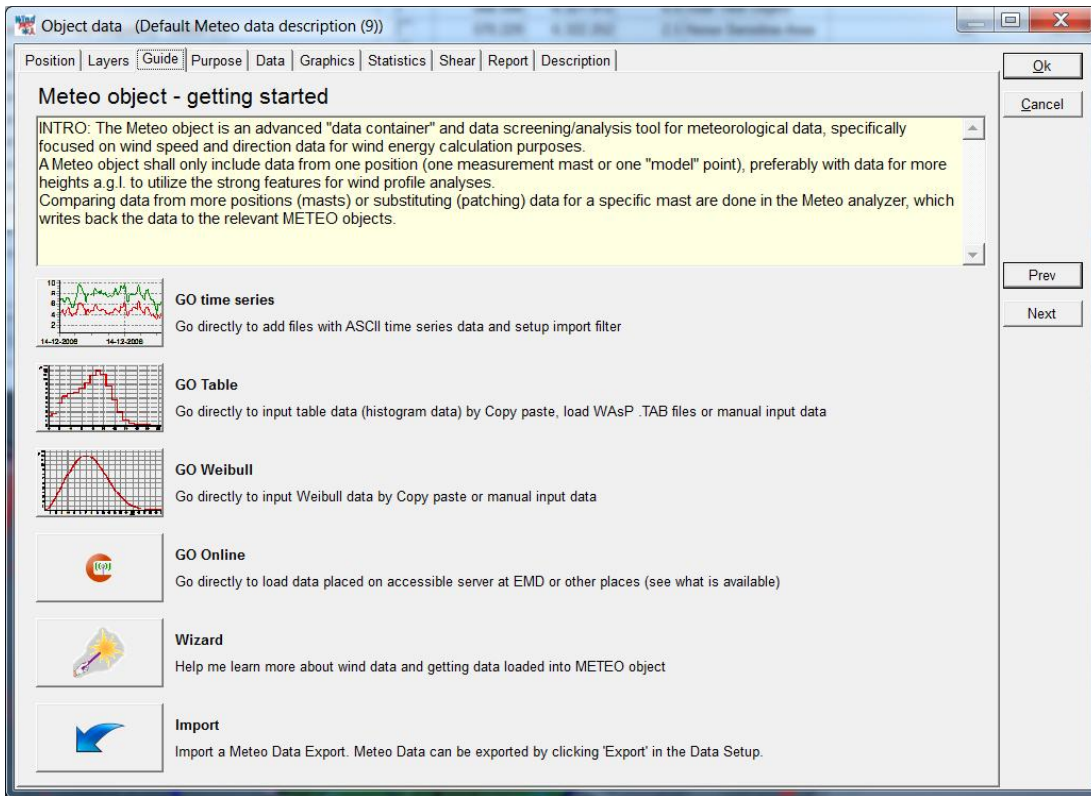 Object data (Default Meteo data description (9))
Position Layers Guide Purpose Data Graphics Statistics Shear Report Description
Ok
Cancel
Prev
Next
Meteo object - getting started
INTRO: The Meteo object is an advanced "data container" and data screening/analysis tool for meteorological data, specifically
focused on wind speed and direction data for wind energy calculation purposes.
A Meteo object shall only include data from one position (one measurement mast or one "model" point), preferably with data for more
heights a.g.l. to utilize the strong features for wind profile analyses.
Comparing data from more positions (masts) or substituting (patching) data for a specific mast are done in the Meteo analyzer, which
writes back the data to the relevant METEO objects.
10
8
6
4
2
14-12-2006 14-12-2006
GO time series
Go directly to add files with ASCII time series data and setup import filter
GO Table
Go directly to input table data (histogram data) by Copy paste, load WAsP .TAB files or manual input data
GO Weibull
Go directly to input Weibull data by Copy paste or manual input data
GO Online
Go directly to load data placed on accessible server at EMD or other places (see what is available)
Wizard
Help me learn more about wind data and getting data loaded into METEO object
Import
Import a Meteo Data Export. Meteo Data can be exported by clicking 'Export' in the Data Setup.